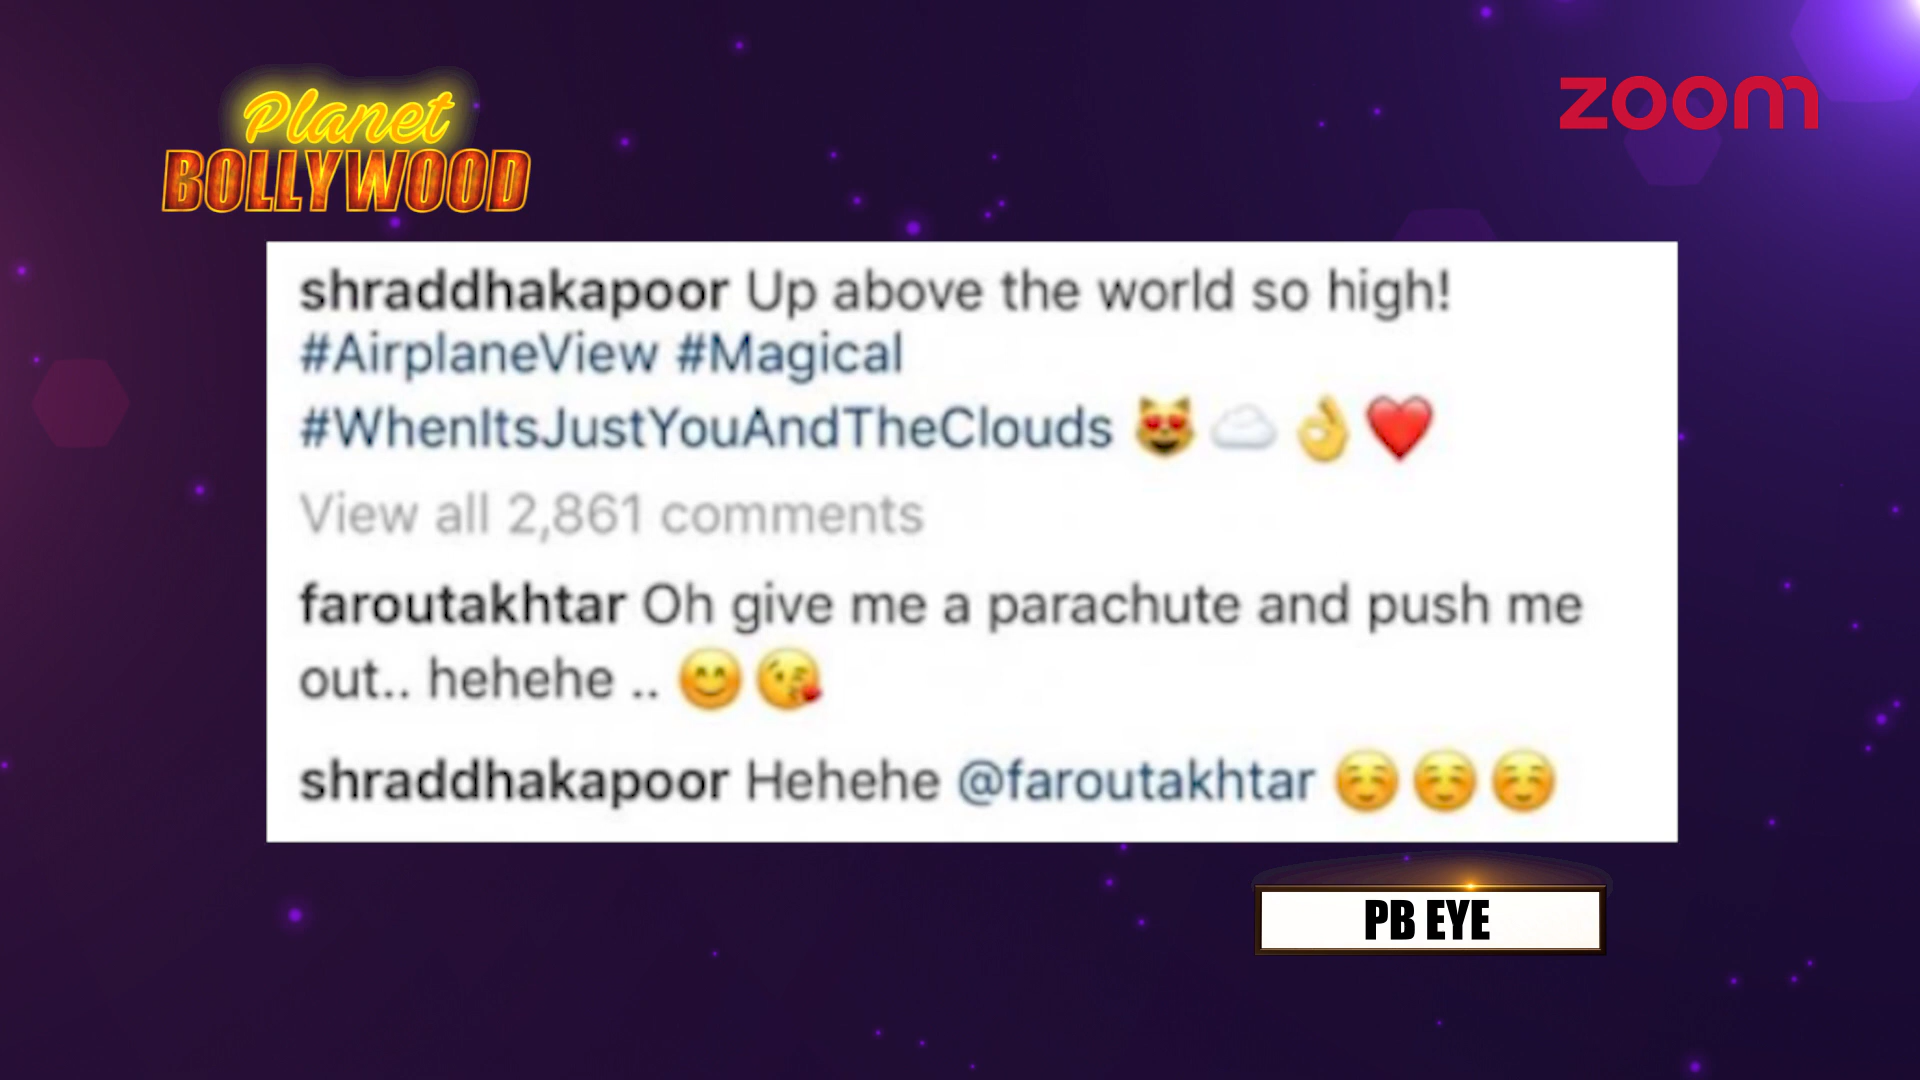 Planet
BOLLYWOOD
zoom
shraddhakapoor Up above the world so high!
#AirplaneView #Magical
#WhenItsJustYouAndTheClouds 😻☁️👌❤️
View all 2,861 comments
faroutakhtar Oh give me a parachute and push me
out.. hehehe .. 😊😘
shraddhakapoor Hehehe @faroutakhtar ☺️☺️☺️
PB EYE